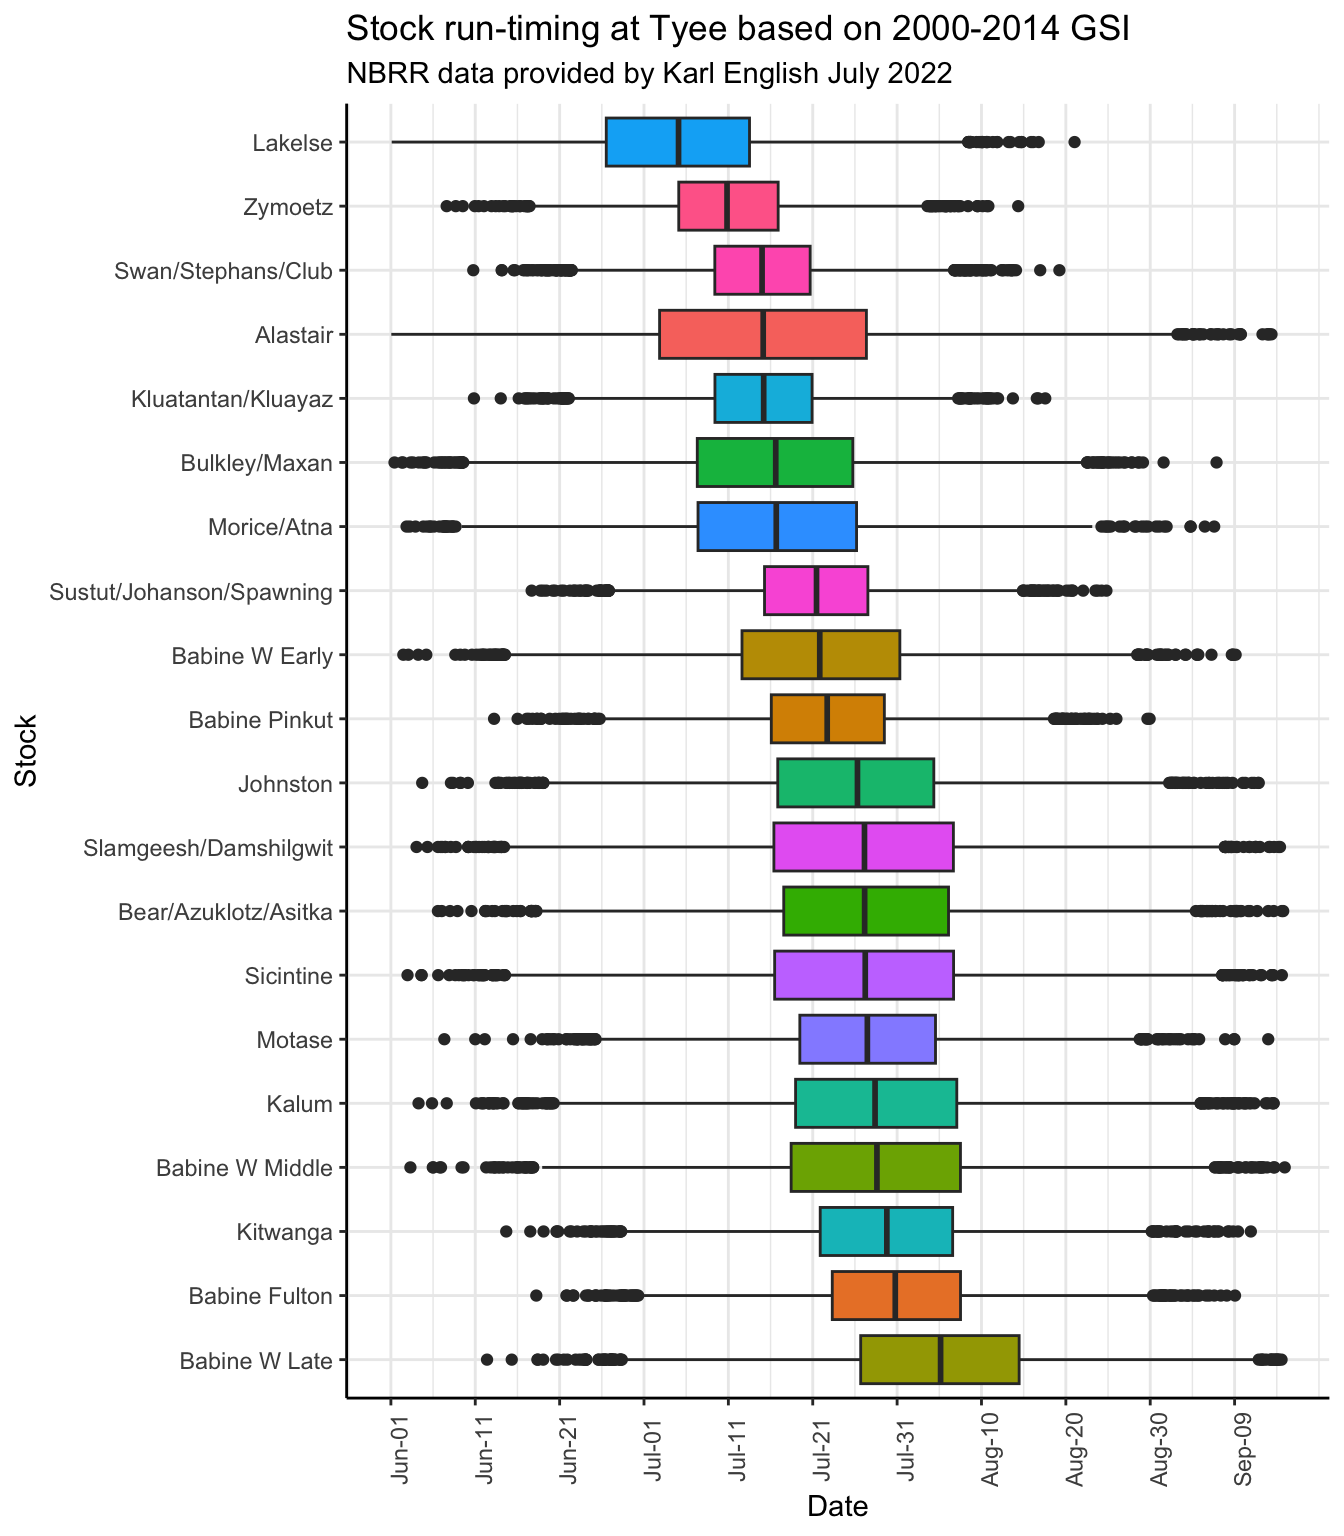 Stock run-timing at Tyee based on 2000-2014 GSI
NBRR data provided by Karl English July 2022
Lakelse
Zymoetz
Swan/Stephans/Club
Alastair
Kluatantan/Kluayaz
Bulkley/Maxan
Morice/Atna
Sustut/Johanson/Spawning
Babine W Early
Babine Pinkut
Johnston
Slamgeesh/Damshilgwit
Bear/Azuklotz/Asitka
Sicintine
Motase
Kalum
Babine W Middle
Kitwanga
Babine Fulton
Babine W Late
Stock
Jun-01
Jun-11
Jun-21
Jul-01
Jul-11
Jul-21
Jul-31
Aug-10
Aug-20
Aug-30
Sep-09
Date